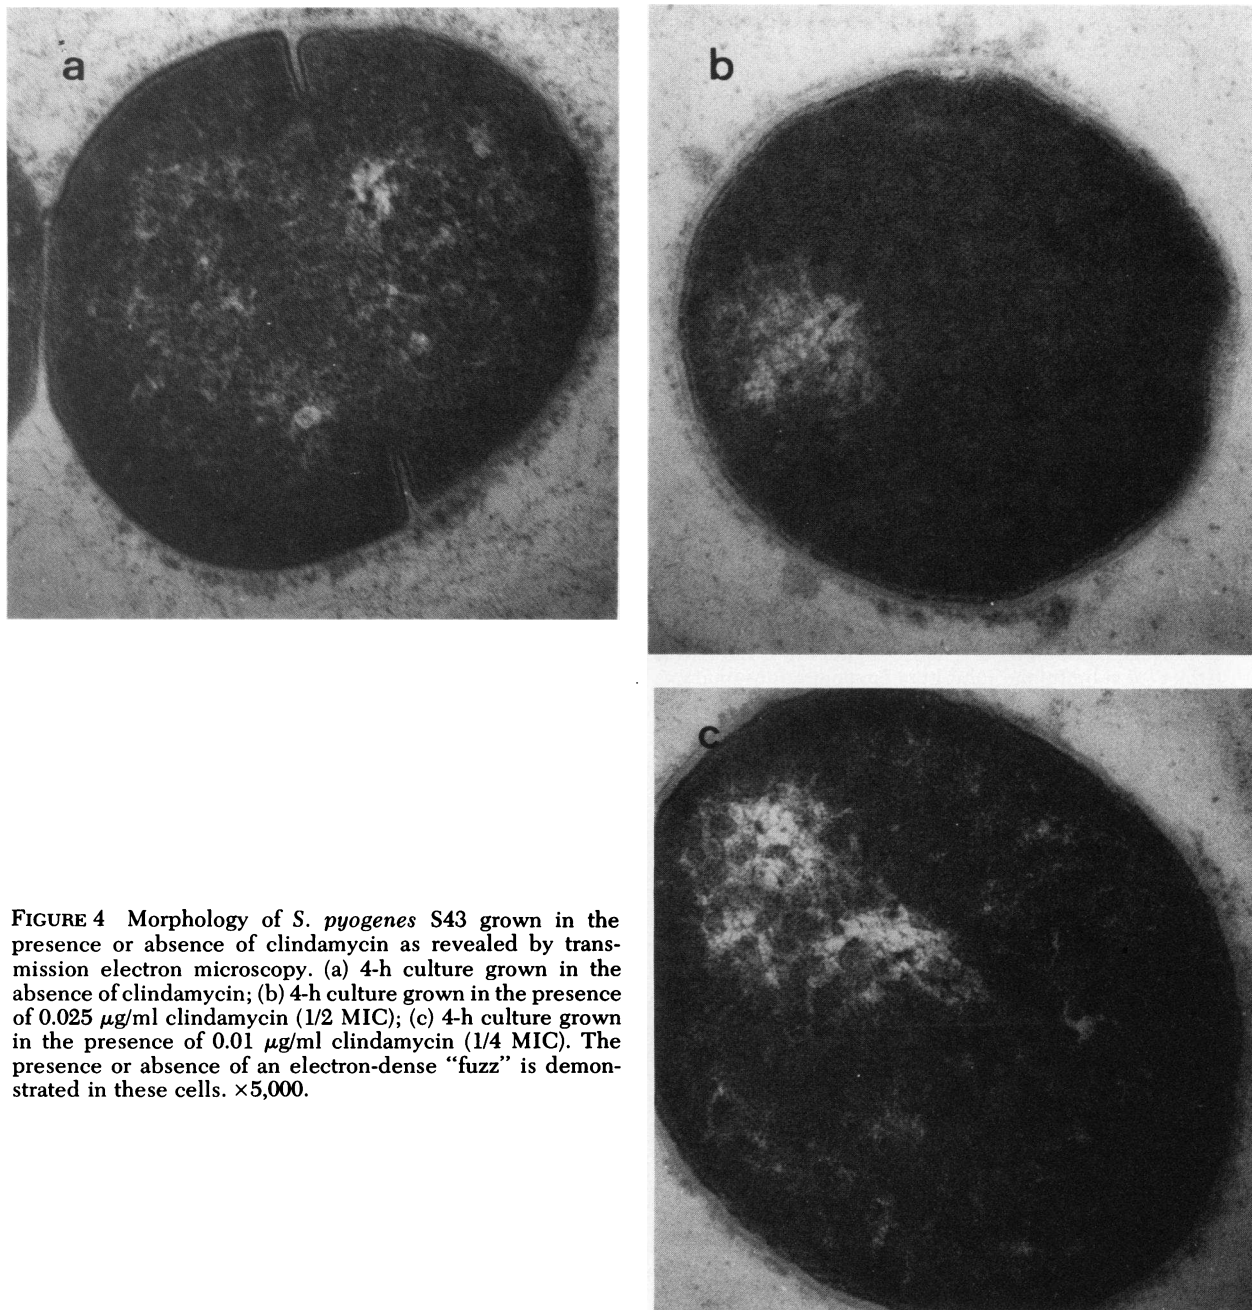 a
b
c
FIGURE 4 Morphology of S. pyogenes S43 grown in the
presence or absence of clindamycin as revealed by trans-
mission electron microscopy. (a) 4-h culture grown in the
absence of clindamycin; (b) 4-h culture grown in the presence
of 0.025 μg/ml clindamycin (1/2 MIC); (c) 4-h culture grown
in the presence of 0.01 μg/ml clindamycin (1/4 MIC). The
presence or absence of an electron-dense “fuzz” is demon-
strated in these cells. ×5,000.